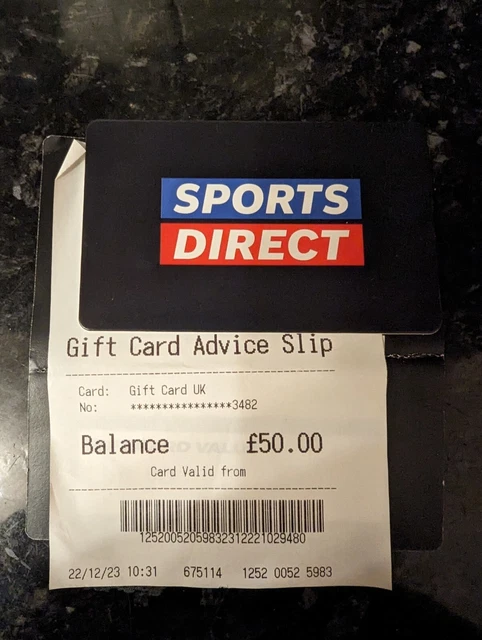 SPORTS
DIRECT
Gift Card Advice Slip
Card: Gift Card UK
No: ****************3482
Balance £50.00
Card Valid from
12520052059832312221029480
22/12/23 10:31 675114 1252 0052 5983